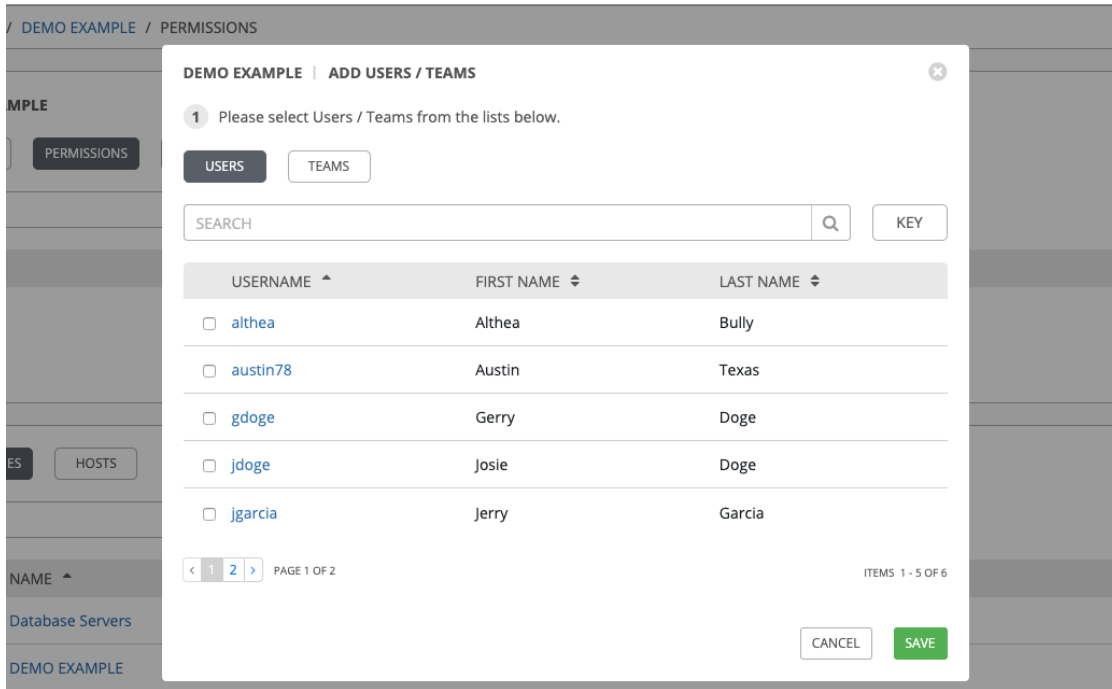 / DEMO EXAMPLE / PERMISSIONS
DEMO EXAMPLE | ADD USERS / TEAMS
AMPLE
1 Please select Users / Teams from the lists below.
PERMISSIONS
USERS TEAMS
SEARCH KEY
USERNAME FIRST NAME LAST NAME
althea Althea Bully
austin78 Austin Texas
gdoge Gerry Doge
ES HOSTS
jdoge Josie Doge
jgarcia Jerry Garcia
< 1 2 > PAGE 1 OF 2 ITEMS 1 - 5 OF 6
NAME
Database Servers
CANCEL SAVE
DEMO EXAMPLE